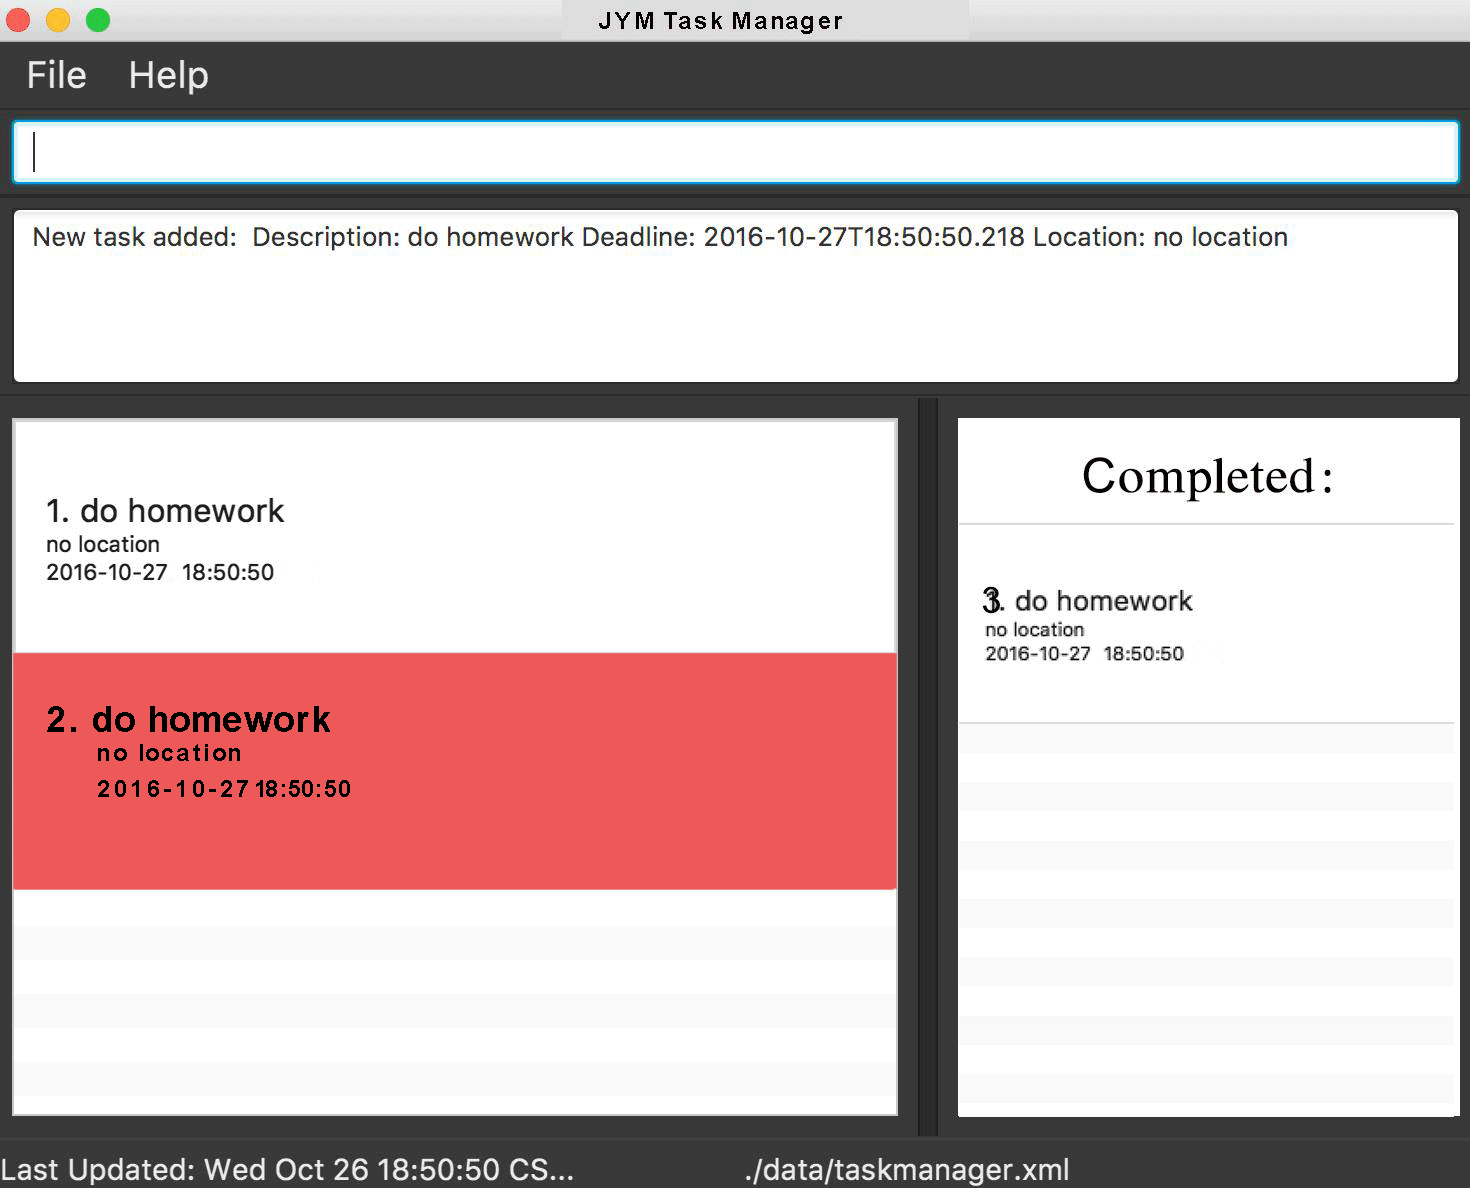 JYM Task Manager
File Help
New task added: Description: do homework Deadline: 2016-10-27T18:50:50.218 Location: no location
1. do homework
no location
2016-10-27 18:50:50
2. do homework
no location
2016-10-27 18:50:50
Completed:
3. do homework
no location
2016-10-27 18:50:50
Last Updated: Wed Oct 26 18:50:50 CS...
./data/taskmanager.xml